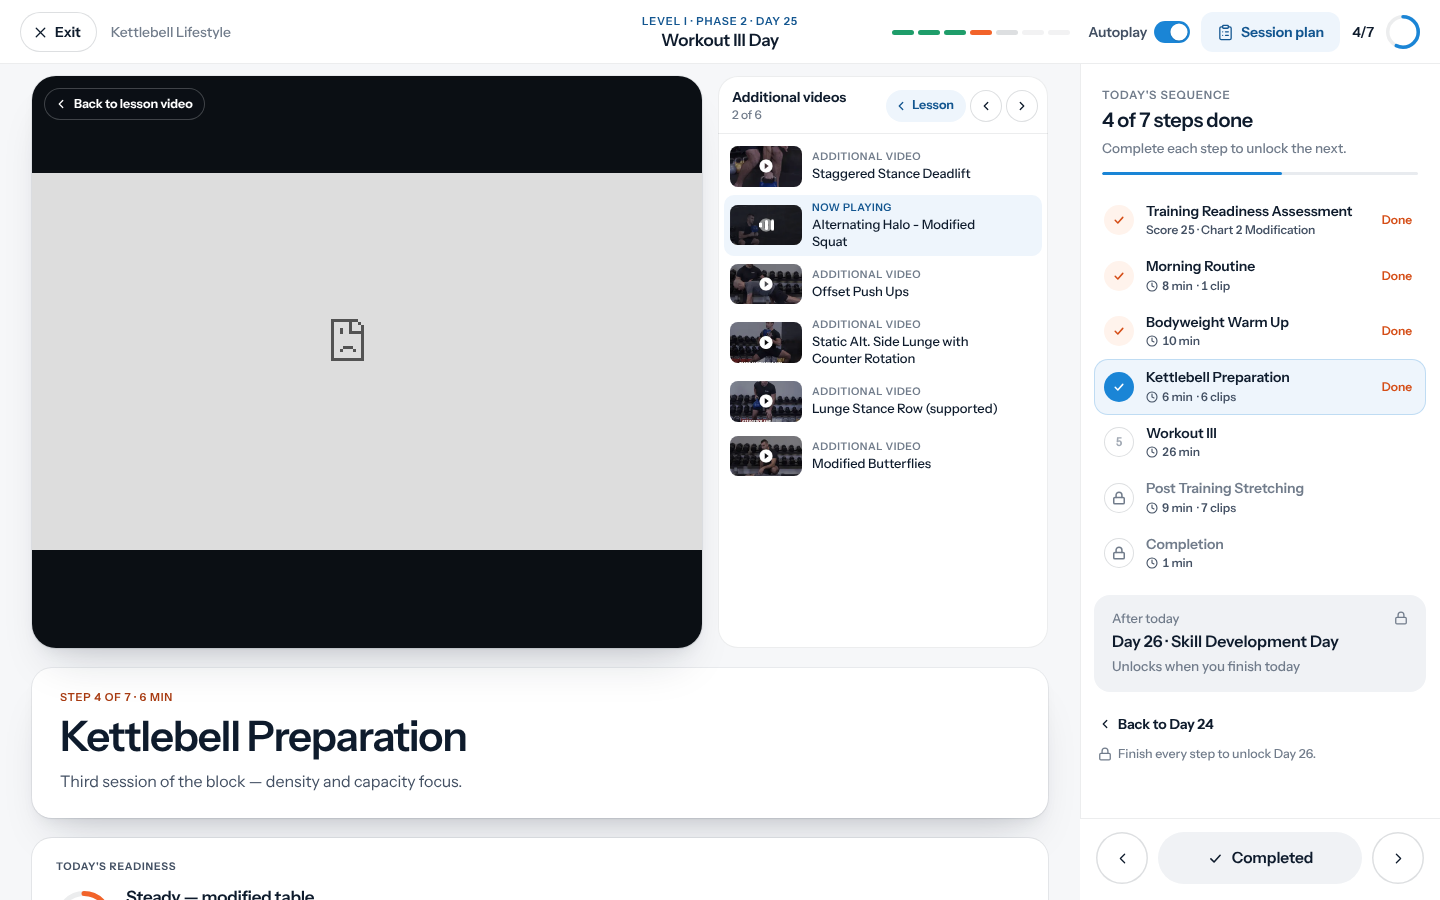 Exit
Kettlebell Lifestyle
LEVEL I · PHASE 2 · DAY 25
Workout III Day
Autoplay
Session plan
4/7
Back to lesson video
Additional videos
2 of 6
Lesson
ADDITIONAL VIDEO
Staggered Stance Deadlift
NOW PLAYING
Alternating Halo - Modified
Squat
ADDITIONAL VIDEO
Offset Push Ups
ADDITIONAL VIDEO
Static Alt. Side Lunge with
Counter Rotation
ADDITIONAL VIDEO
Lunge Stance Row (supported)
ADDITIONAL VIDEO
Modified Butterflies
STEP 4 OF 7 · 6 MIN
Kettlebell Preparation
Third session of the block — density and capacity focus.
TODAY'S READINESS
Steady — modified table
TODAY'S SEQUENCE
4 of 7 steps done
Complete each step to unlock the next.
Training Readiness Assessment
Score 25 · Chart 2 Modification
Done
Morning Routine
8 min · 1 clip
Done
Bodyweight Warm Up
10 min
Done
Kettlebell Preparation
6 min · 6 clips
Done
5
Workout III
26 min
Post Training Stretching
9 min · 7 clips
Completion
1 min
After today
Day 26 · Skill Development Day
Unlocks when you finish today
Back to Day 24
Finish every step to unlock Day 26.
Completed